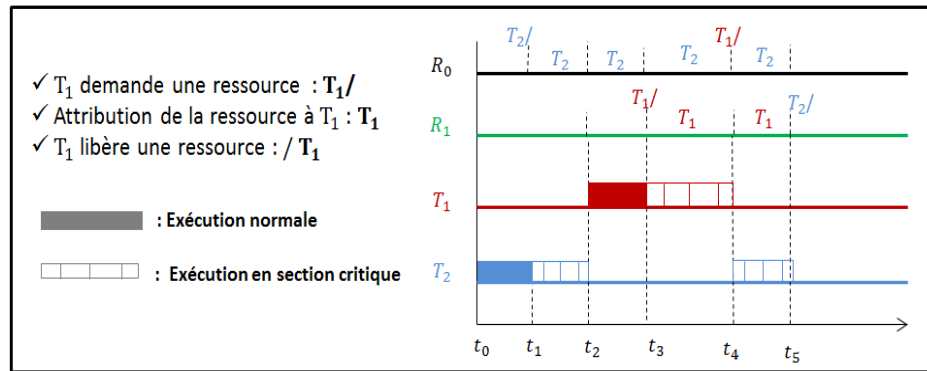 ✓ T₁ demande une ressource : T₁/
✓ Attribution de la ressource à T₁ : T₁
✓ T₁ libère une ressource : / T₁
: Exécution normale
: Exécution en section critique
T₂/ T₁/
R₀ T₂ T₂ T₂ T₂
T₁/ T₂/
R₁ T₁ T₁
T₁
T₂
t₀ t₁ t₂ t₃ t₄ t₅